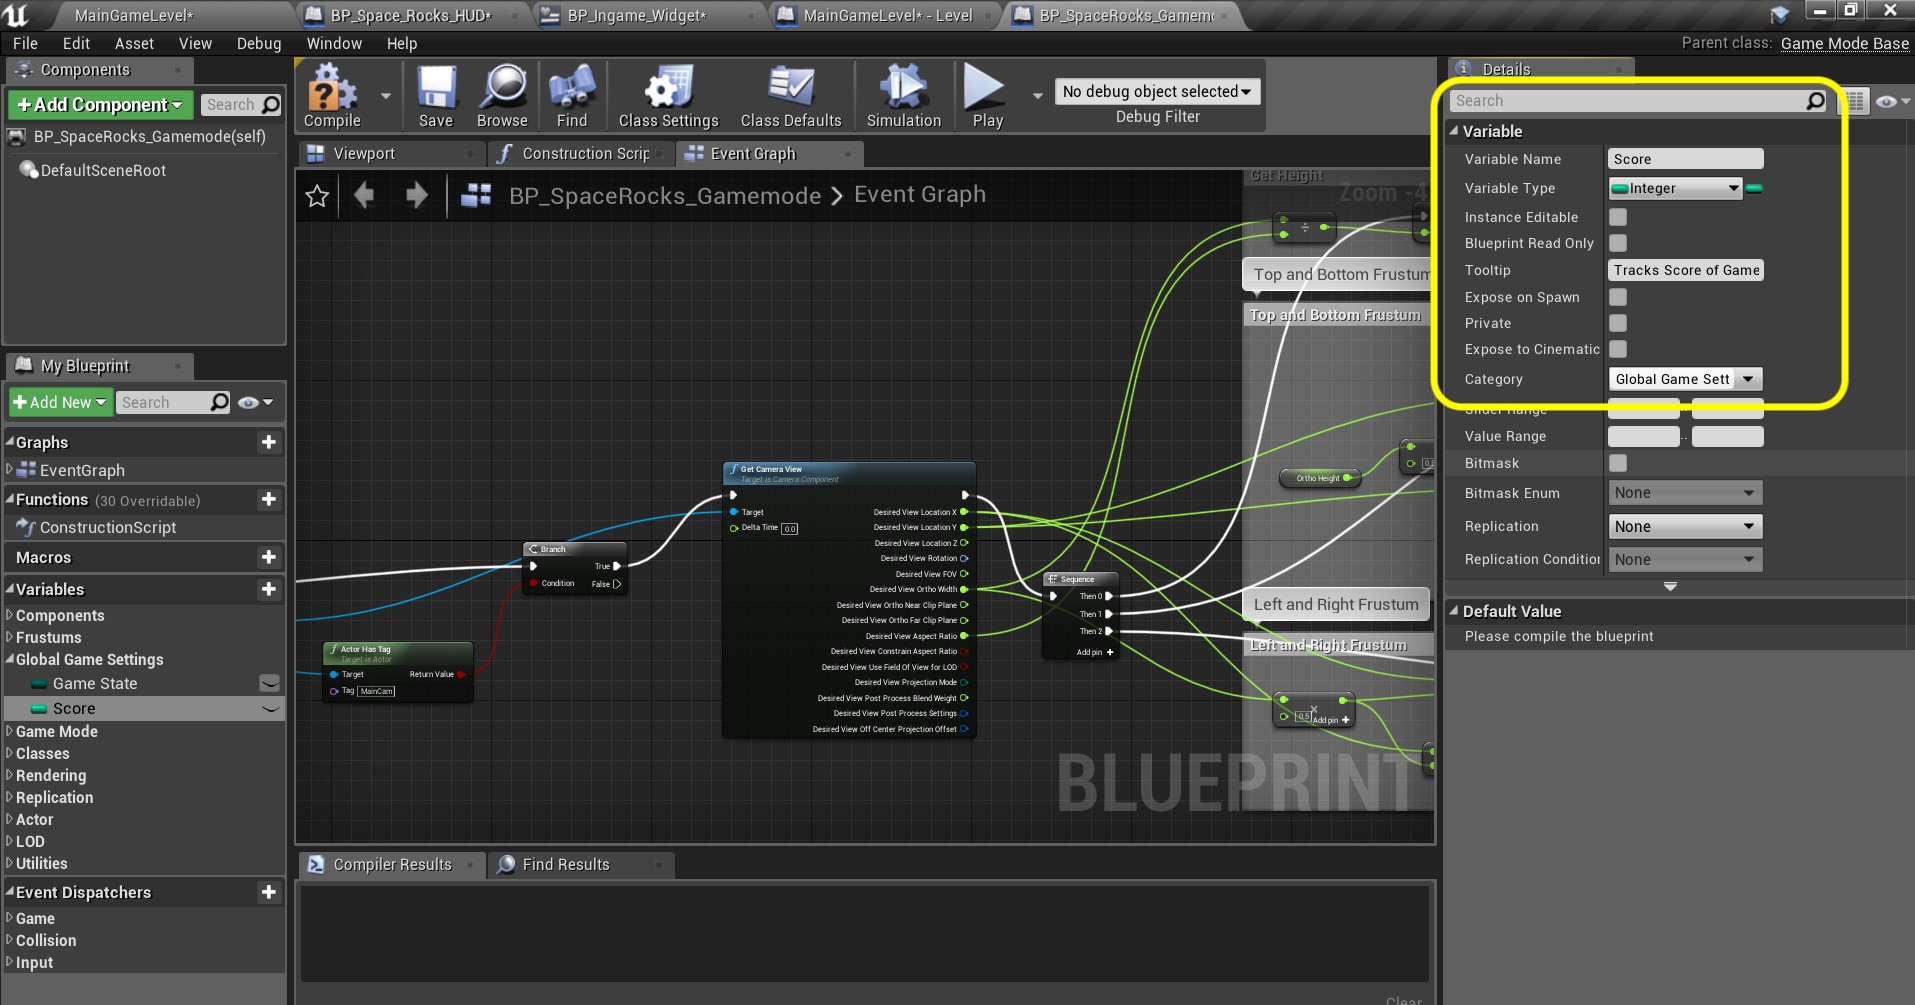 MainGameLevel*
BP_Space_Rocks_HUD*
BP_Ingame_Widget*
MainGameLevel* - Level
BP_SpaceRocks_Gamem
File Edit Asset View Debug Window Help
Parent class: Game Mode Base
Components
+Add Component
Search
BP_SpaceRocks_Gamemode(self)
DefaultSceneRoot
My Blueprint
+Add New
Search
Graphs
EventGraph
Functions (30 Overridable)
ConstructionScript
Macros
Variables
Components
Frustums
Global Game Settings
Game State
Score
Game Mode
Classes
Rendering
Replication
Actor
LOD
Utilities
Event Dispatchers
Game
Collision
Input
Compile
Save
Browse
Find
Class Settings
Class Defaults
Simulation
Play
No debug object selected
Debug Filter
Viewport
Construction Scrip
Event Graph
BP_SpaceRocks_Gamemode > Event Graph
Get Height
Zoom -4
÷
Top and Bottom Frustum
Top and Bottom Frustum
Ortho Height
Get Camera View
Target is Camera Component
Target
Delta Time 0.0
Desired View Location X
Desired View Location Y
Desired View Location Z
Desired View Rotation
Desired View FOV
Desired View Ortho Width
Desired View Ortho Near Clip Plane
Desired View Ortho Far Clip Plane
Desired View Aspect Ratio
Desired View Constrain Aspect Ratio
Desired View Use Field Of View for LOD
Desired View Projection Mode
Desired View Post Process Blend Weight
Desired View Post Process Settings
Desired View Off Center Projection Offset
Branch
True
Condition
False
Actor Has Tag
Target is Actor
Target
Return Value
Tag MainCam
Sequence
Then 0
Then 1
Then 2
Add pin +
Left and Right Frustum
Left and Right Frustum
×
0.5
Add pin +
BLUEPRINT
Compiler Results
Find Results
Clear
Details
Search
Variable
Variable Name Score
Variable Type Integer
Instance Editable
Blueprint Read Only
Tooltip Tracks Score of Game
Expose on Spawn
Private
Expose to Cinematic
Category Global Game Sett
Slider Range
Value Range ..
Bitmask
Bitmask Enum None
Replication None
Replication Conditior None
Default Value
Please compile the blueprint